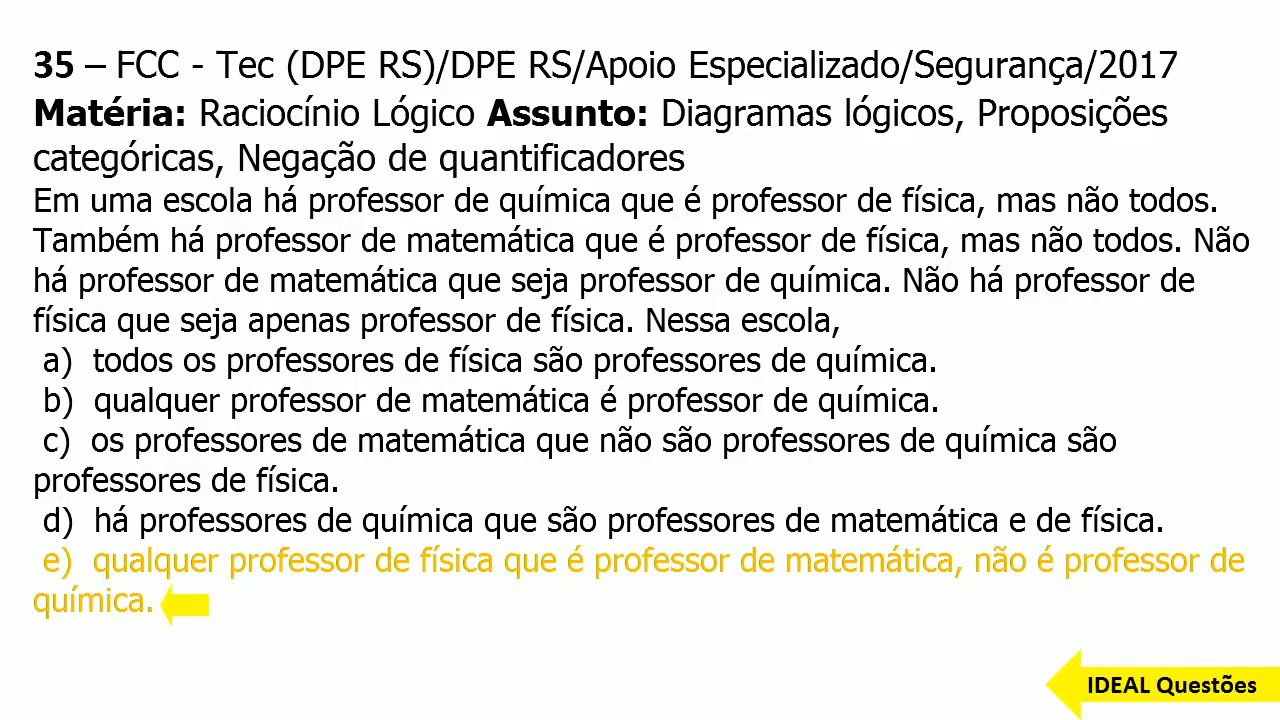 35 – FCC - Tec (DPE RS)/DPE RS/Apoio Especializado/Segurança/2017
Matéria: Raciocínio Lógico Assunto: Diagramas lógicos, Proposições
categóricas, Negação de quantificadores
Em uma escola há professor de química que é professor de física, mas não todos.
Também há professor de matemática que é professor de física, mas não todos. Não
há professor de matemática que seja professor de química. Não há professor de
física que seja apenas professor de física. Nessa escola,
a) todos os professores de física são professores de química.
b) qualquer professor de matemática é professor de química.
c) os professores de matemática que não são professores de química são
professores de física.
d) há professores de química que são professores de matemática e de física.
e) qualquer professor de física que é professor de matemática, não é professor de
química.
IDEAL Questões